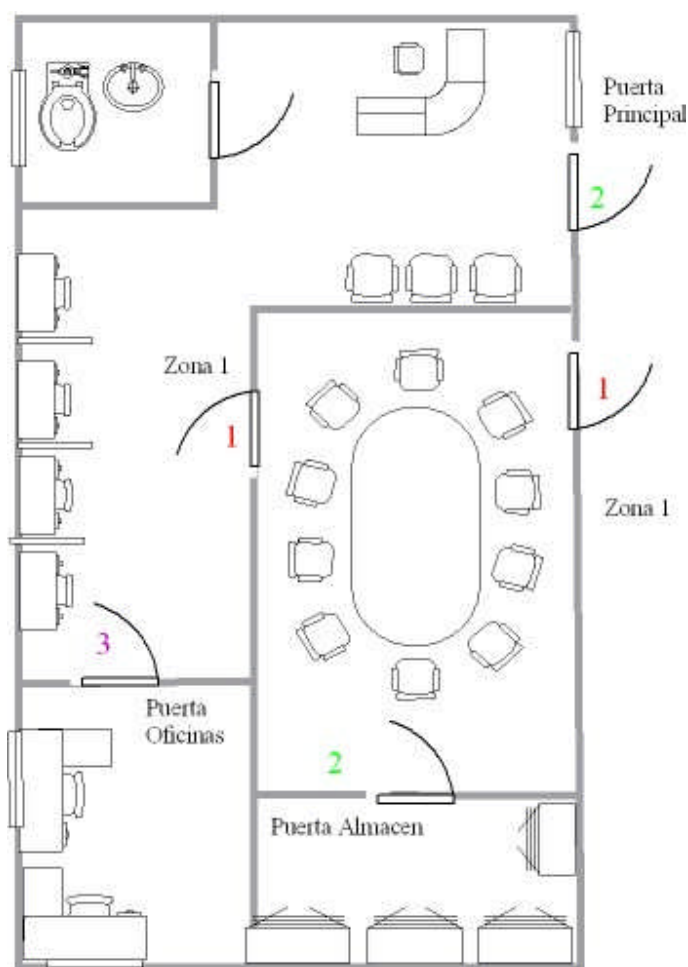 Puerta
Principal
2
Zona 1
1
1
Zona 1
3
Puerta
Oficinas
2
Puerta Almacen